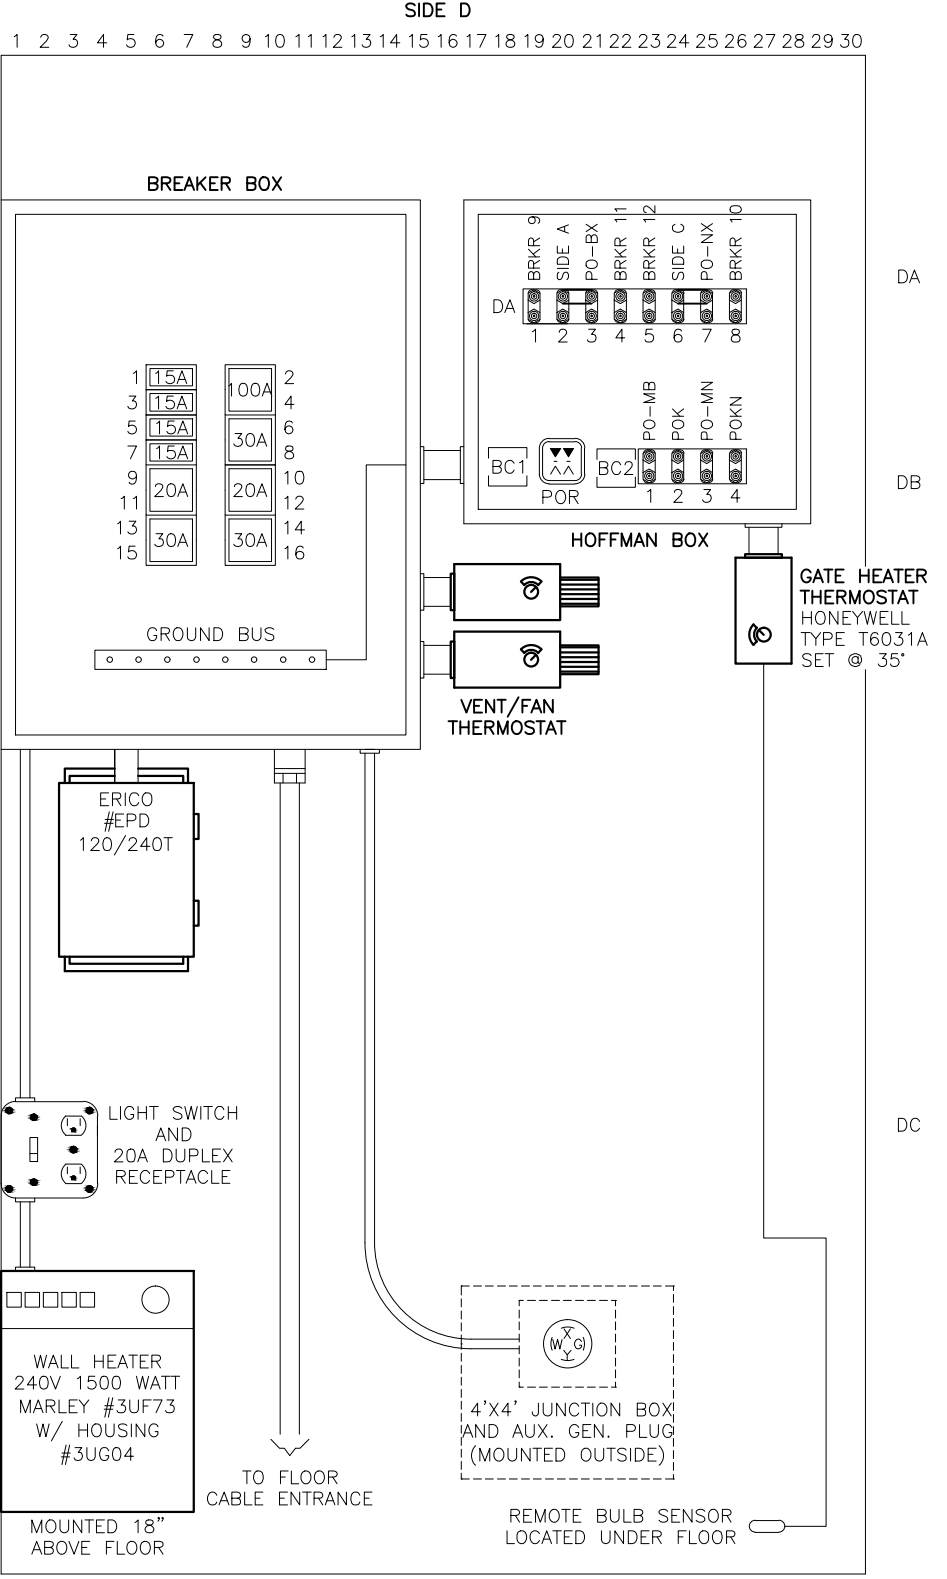 SIDE D
1 2 3 4 5 6 7 8 9 10 11 12 13 14 15 16 17 18 19 20 21 22 23 24 25 26 27 28 29 30
BREAKER BOX
BRKR 9
SIDE A
PO-BX
BRKR 11
BRKR 12
SIDE C
PO-NX
BRKR 10
DA
DA
1 2 3 4 5 6 7 8
1 15A
3 15A
5 15A
7 15A
9
20A
11
13
30A
15
2
100A
4
6
30A
8
10
20A
12
14
30A
16
PO-MB
POK
PO-MN
POKN
BC1
POR
BC2
1 2 3 4
DB
HOFFMAN BOX
GATE HEATER
THERMOSTAT
HONEYWELL
TYPE T6031A
SET @ 35°
GROUND BUS
VENT/FAN
THERMOSTAT
ERICO
#EPD
120/240T
LIGHT SWITCH
AND
20A DUPLEX
RECEPTACLE
DC
WALL HEATER
240V 1500 WATT
MARLEY #3UF73
W/ HOUSING
#3UG04
MOUNTED 18"
ABOVE FLOOR
TO FLOOR
CABLE ENTRANCE
X
W G
Y
4'X4' JUNCTION BOX
AND AUX. GEN. PLUG
(MOUNTED OUTSIDE)
REMOTE BULB SENSOR
LOCATED UNDER FLOOR